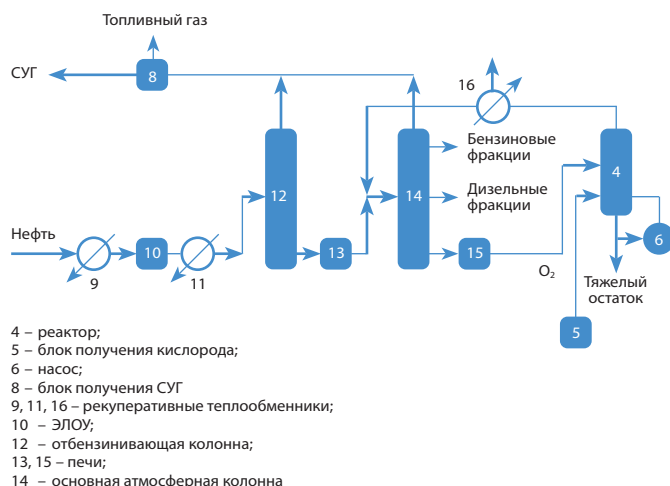 Топливный газ
СУГ
8
16
Бензиновые
фракции
12
14
4
Дизельные
фракции
Нефть
10
13
15
6
9
11
O₂
Тяжелый
остаток
5
4 – реактор;
5 – блок получения кислорода;
6 – насос;
8 – блок получения СУГ
9, 11, 16 – рекуперативные теплообменники;
10 – ЭЛОУ;
12 – отбензинивающая колонна;
13, 15 – печи;
14 – основная атмосферная колонна